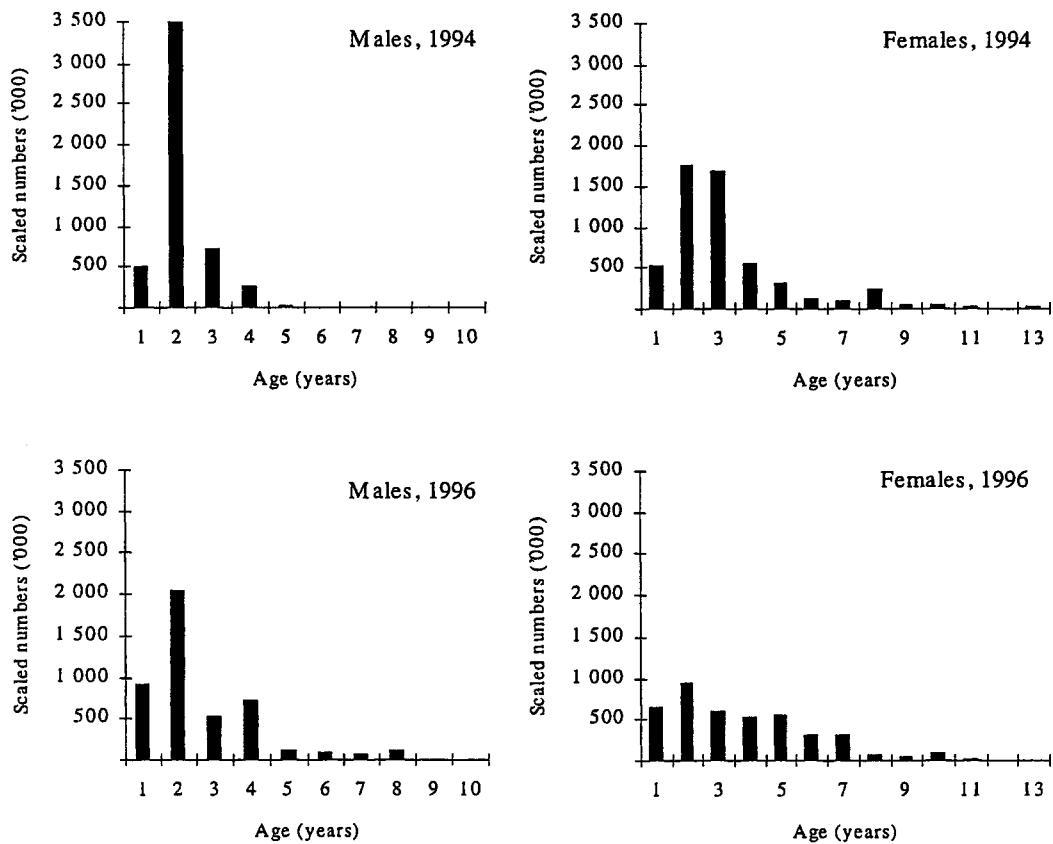 Males, 1994
Scaled numbers ('000)
3 500
3 000
2 500
2 000
1 500
1 000
500
1 2 3 4 5 6 7 8 9 10
Age (years)
Females, 1994
Scaled numbers ('000)
3 500
3 000
2 500
2 000
1 500
1 000
500
1 3 5 7 9 11 13
Age (years)
Males, 1996
Scaled numbers ('000)
3 500
3 000
2 500
2 000
1 500
1 000
500
1 2 3 4 5 6 7 8 9 10
Age (years)
Females, 1996
Scaled numbers ('000)
3 500
3 000
2 500
2 000
1 500
1 000
500
1 3 5 7 9 11 13
Age (years)